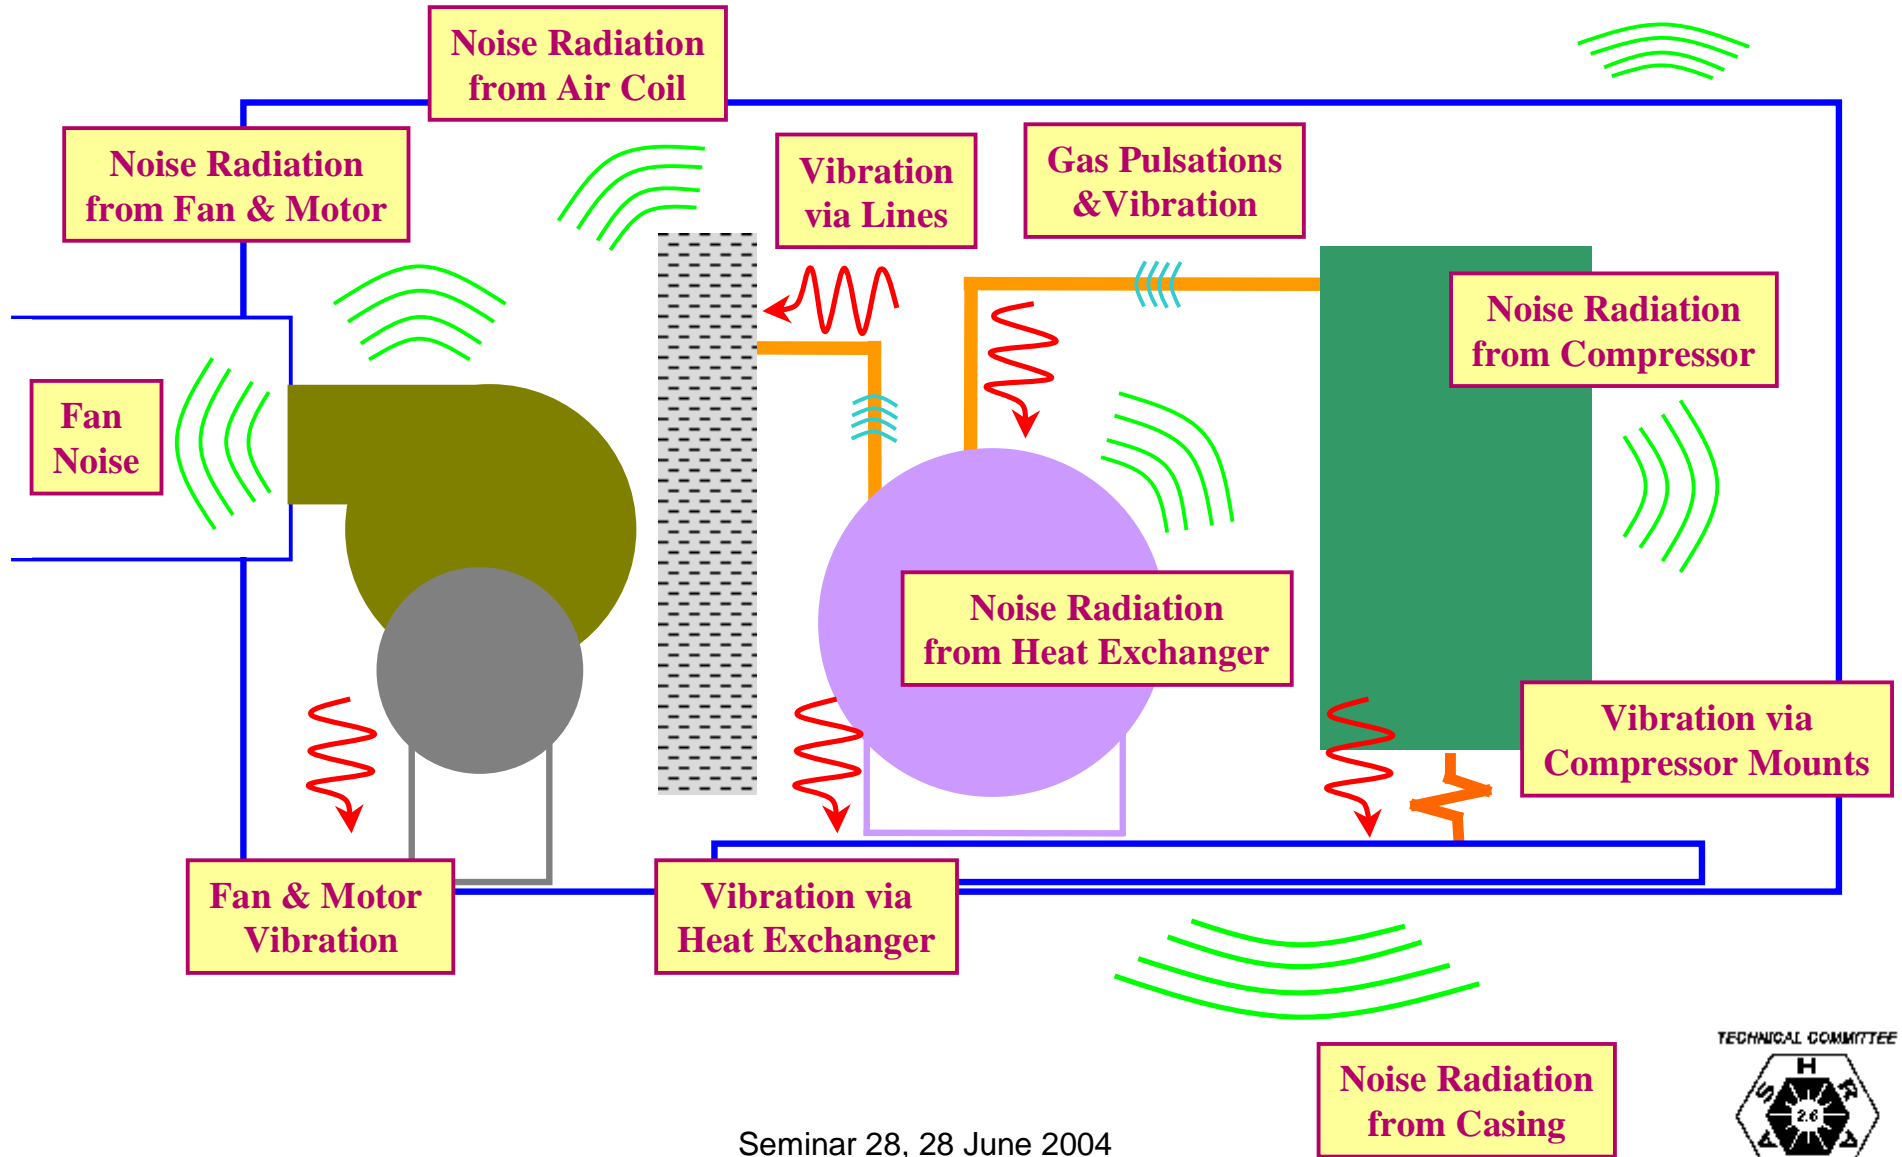 Noise Radiation
from Air Coil
Noise Radiation
from Fan & Motor
Vibration
via Lines
Gas Pulsations
&Vibration
Noise Radiation
from Compressor
Fan
Noise
Noise Radiation
from Heat Exchanger
Vibration via
Compressor Mounts
Fan & Motor
Vibration
Vibration via
Heat Exchanger
Noise Radiation
from Casing
TECHNICAL COMMITTEE
H
S R
2.6
A A
Seminar 28, 28 June 2004